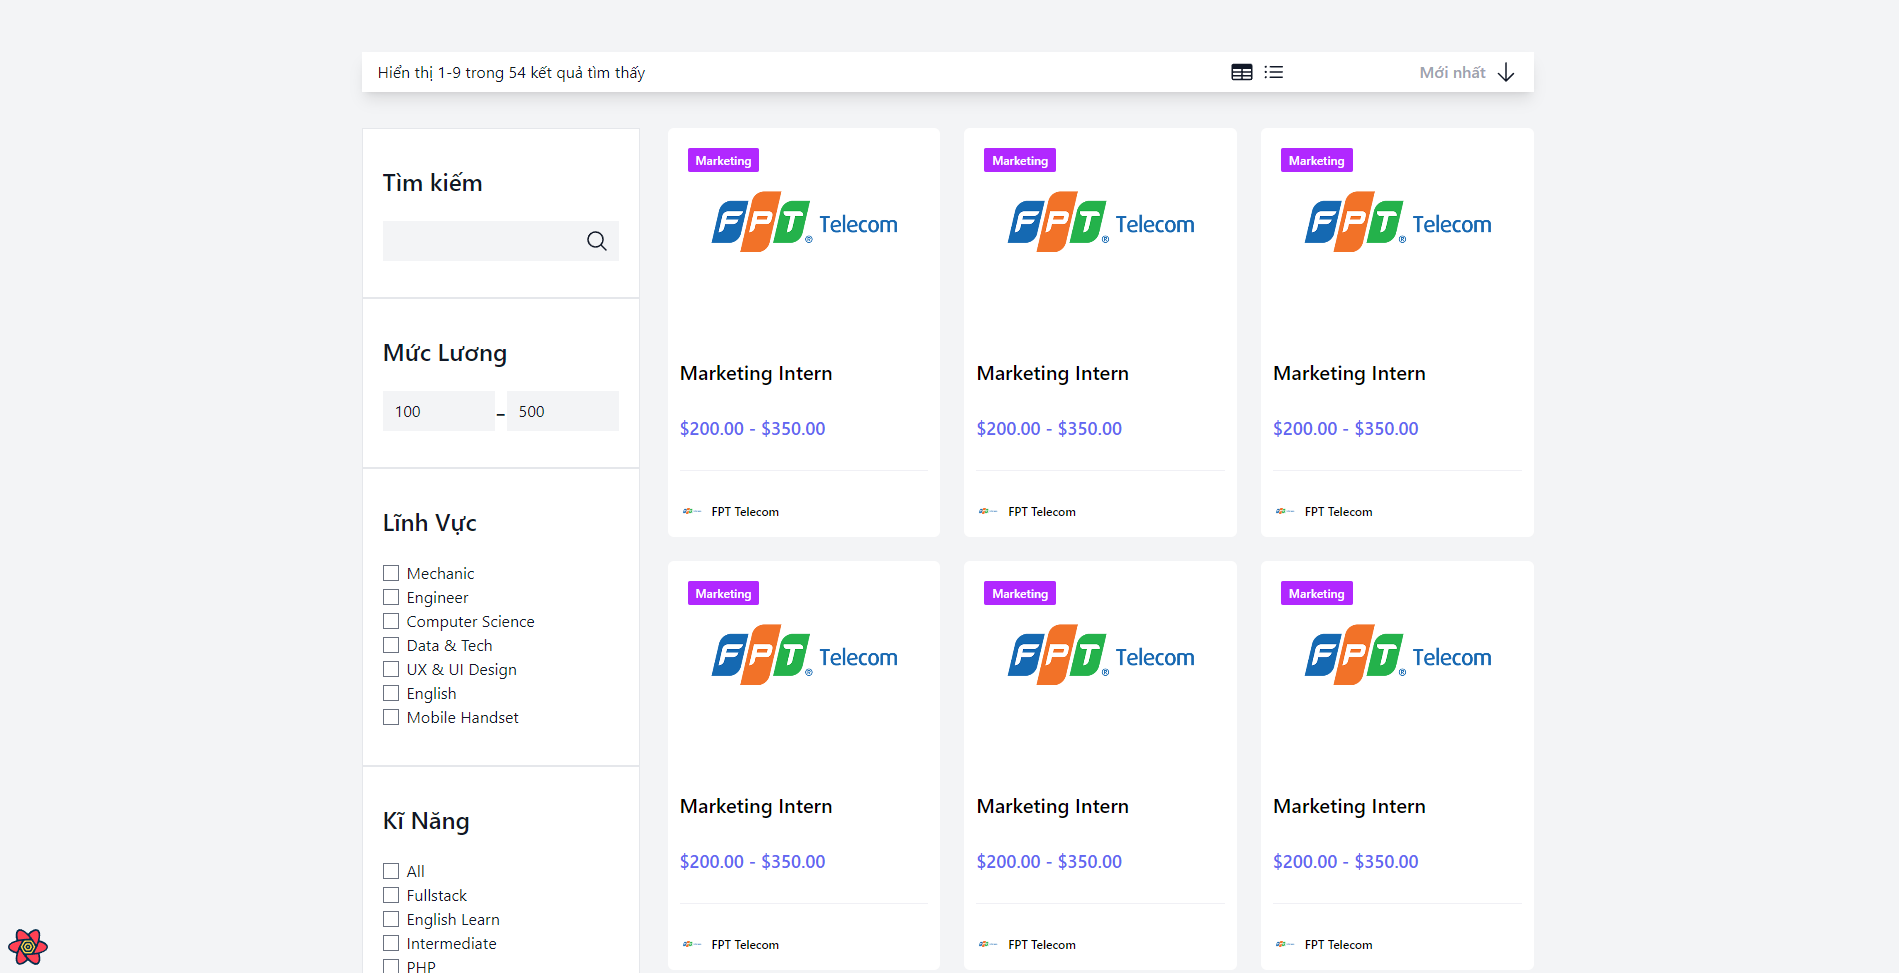 Hiển thị 1-9 trong 54 kết quả tìm thấy
Mới nhất
Tìm kiếm
Mức Lương
100 - 500
Lĩnh Vực
Mechanic
Engineer
Computer Science
Data & Tech
UX & UI Design
English
Mobile Handset
Kĩ Năng
All
Fullstack
English Learn
Intermediate
PHP
Marketing
FPT® Telecom
Marketing Intern
$200.00 - $350.00
FPT Telecom
Marketing
FPT® Telecom
Marketing Intern
$200.00 - $350.00
FPT Telecom
Marketing
FPT® Telecom
Marketing Intern
$200.00 - $350.00
FPT Telecom
Marketing
FPT® Telecom
Marketing Intern
$200.00 - $350.00
FPT Telecom
Marketing
FPT® Telecom
Marketing Intern
$200.00 - $350.00
FPT Telecom
Marketing
FPT® Telecom
Marketing Intern
$200.00 - $350.00
FPT Telecom